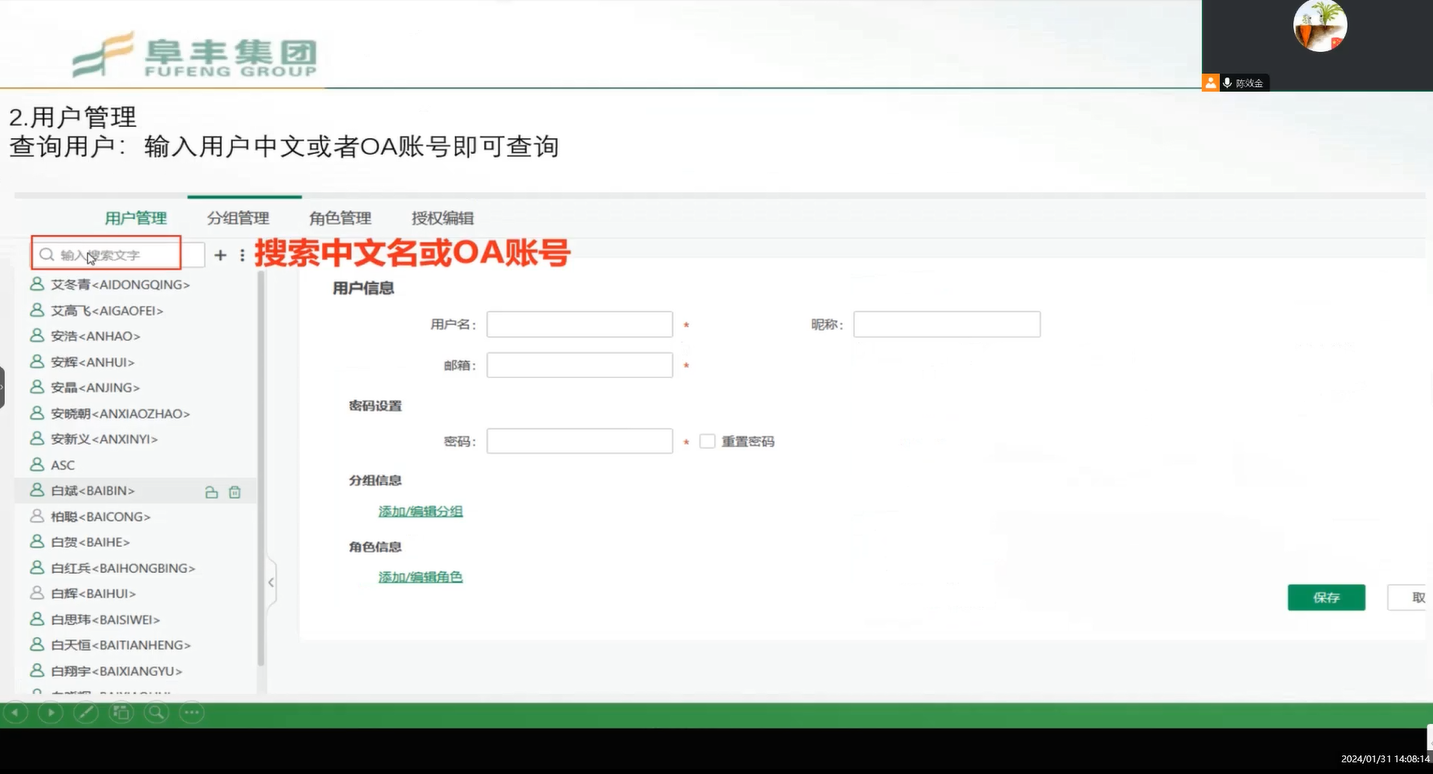 阜丰集团
FUFENG GROUP
陈效金
2.用户管理
查询用户：输入用户中文或者OA账号即可查询
用户管理 分组管理 角色管理 授权编辑
输入搜索文字
搜索中文名或OA账号
艾冬青<AIDONGQING>
艾高飞<AIGAOFEI>
安浩<ANHAO>
安辉<ANHUI>
安晶<ANJING>
安晓朝<ANXIAOZHAO>
安新义<ANXINYI>
ASC
白斌<BAIBIN>
柏聪<BAICONG>
白贺<BAIHE>
白红兵<BAIHONGBING>
白辉<BAIHUI>
白思玮<BAISIWEI>
白天恒<BAITIANHENG>
白翔宇<BAIXIANGYU>
用户信息
用户名： * 昵称：
邮箱： *
密码设置
密码： * 重置密码
分组信息
添加/编辑分组
角色信息
添加/编辑角色
保存 取
2024/01/31 14:08:14